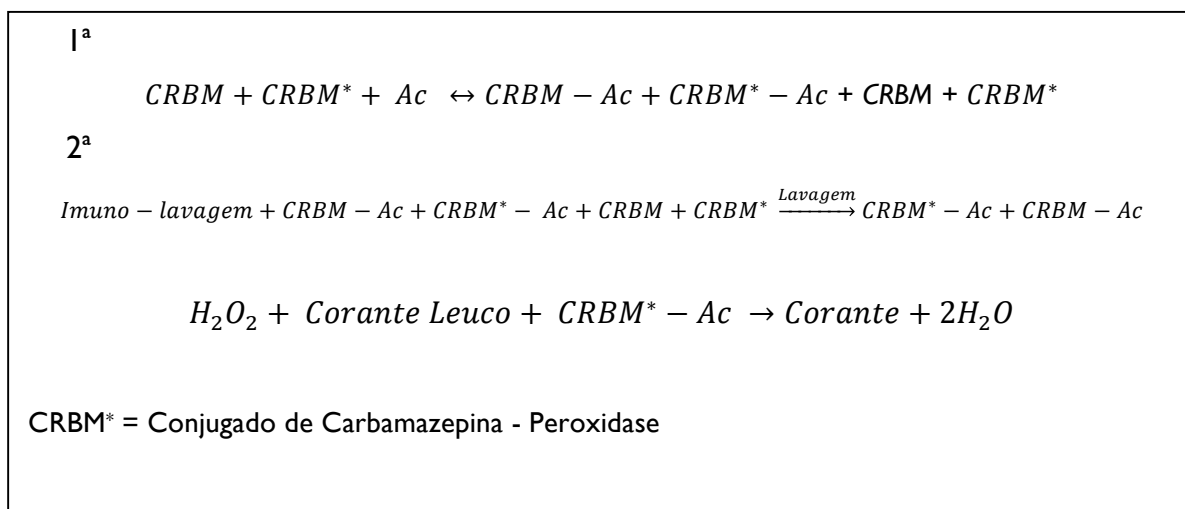 1ª
CRBM + CRBM* + Ac ↔ CRBM − Ac + CRBM* − Ac + CRBM + CRBM*
2ª
Imuno − lavagem + CRBM − Ac + CRBM* − Ac + CRBM + CRBM* \xrightarrow{Lavagem} CRBM* − Ac + CRBM − Ac
H₂O₂ + Corante Leuco + CRBM* − Ac → Corante + 2H₂O
CRBM* = Conjugado de Carbamazepina - Peroxidase